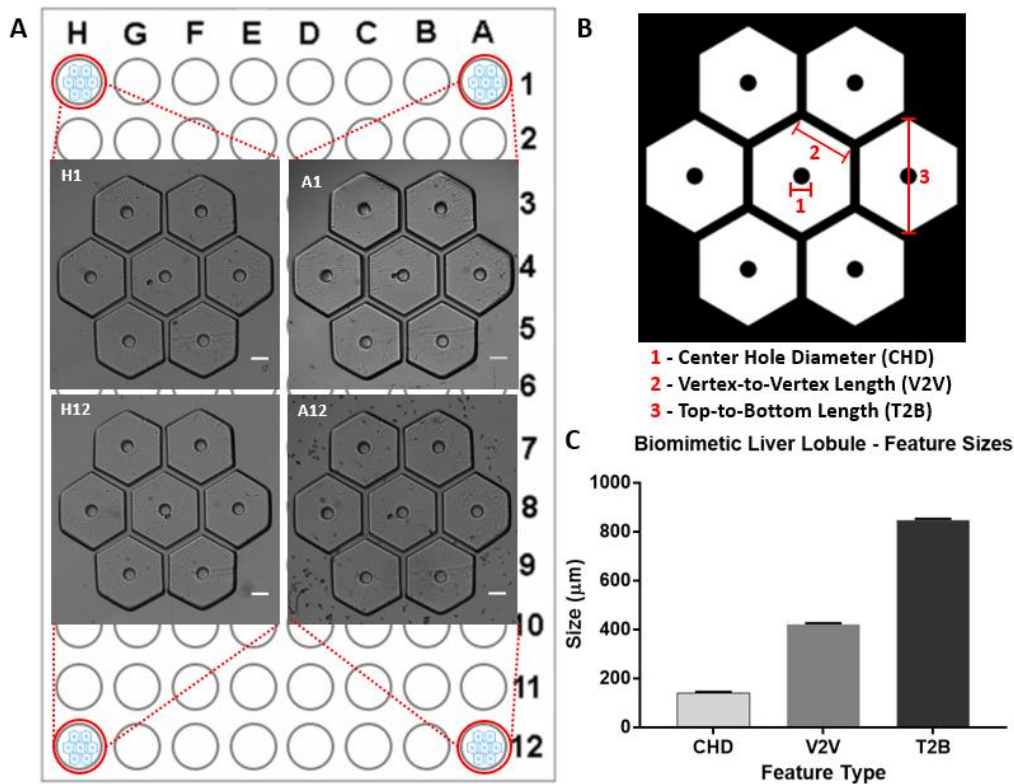 A
H G F E D C B A
1
2
3
4
5
6
7
8
9
10
11
12
H1
A1
H12
A12
B
1
2
3
1 - Center Hole Diameter (CHD)
2 - Vertex-to-Vertex Length (V2V)
3 - Top-to-Bottom Length (T2B)
C
Biomimetic Liver Lobule - Feature Sizes
1000
800
600
400
200
0
Size (μm)
CHD V2V T2B
Feature Type